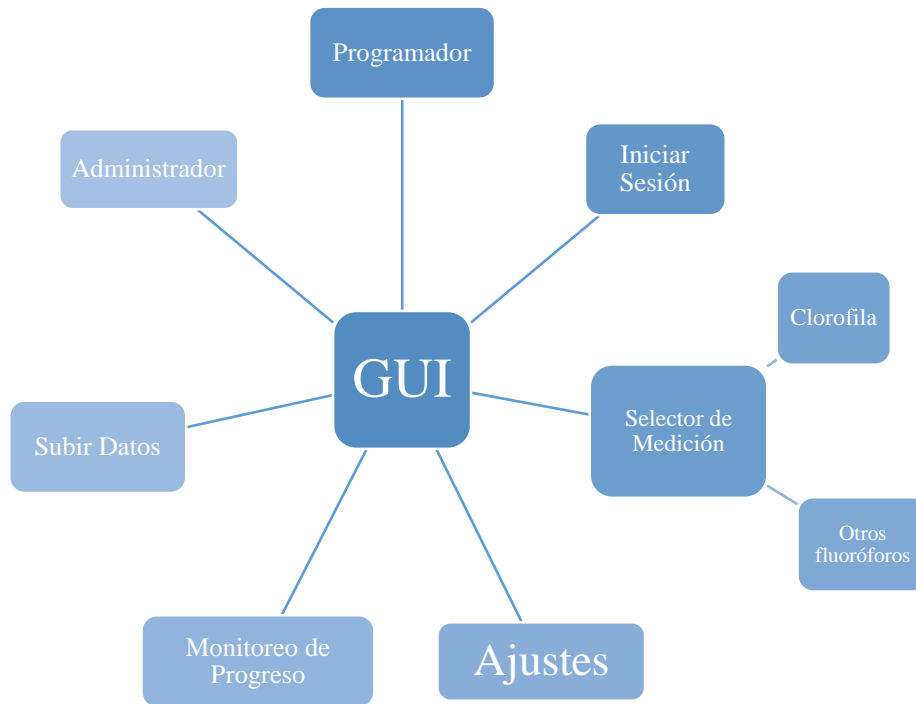 Programador
Iniciar
Sesión
Administrador
Clorofila
GUI
Selector de
Medición
Subir Datos
Otros
fluoróforos
Monitoreo de
Progreso
Ajustes